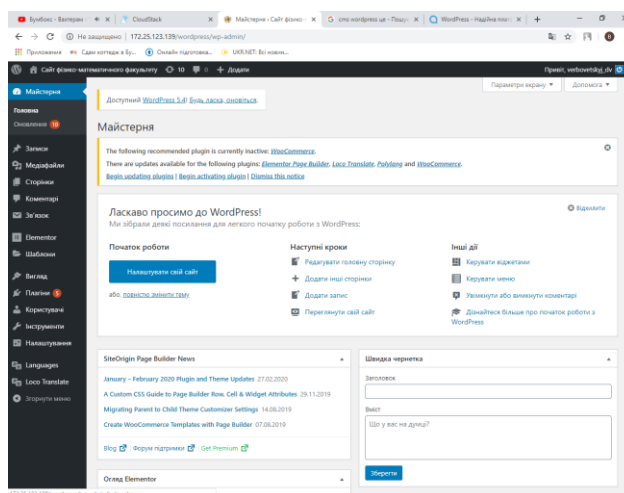 Бумбокс - Вахтерам
CloudStack
Майстерня ‹ Сайт фізико-м
cms wordpress це - Пошук
WordPress - Надійна плат
Не защищено | 172.25.123.139/wordpress/wp-admin/
Приложения
Сдам коттедж в Бу...
Онлайн підготовка...
UKR.NET: Всі новин...
Сайт фізико-математичного факультету 10 0 + Додати
Привіт, verbovetskyj_dv
Майстерня
Головна
Оновлення 10
Записи
Медіафайли
Сторінки
Коментарі
Зв'язок
Elementor
Шаблони
Вигляд
Плагіни 5
Користувачі
Інструменти
Налаштування
Languages
Loco Translate
Згорнути меню
Параметри екрану ▼ Допомога ▼
Доступний WordPress 5.4! Будь ласка, оновіться.
Майстерня
The following recommended plugin is currently inactive: WooCommerce.
There are updates available for the following plugins: Elementor Page Builder, Loco Translate, Polylang and WooCommerce.
Begin updating plugins | Begin activating plugin | Dismiss this notice
Ласкаво просимо до WordPress!
Відхилити
Ми зібрали деякі посилання для легкого початку роботи з WordPress:
Початок роботи
Налаштувати свій сайт
або, повністю змінити тему
Наступні кроки
Редагувати головну сторінку
Додати інші сторінки
Додати запис
Переглянути свій сайт
Інші дії
Керувати віджетами
Керувати меню
Увімкнути або вимкнути коментарі
Дізнайтеся більше про початок роботи з
WordPress
SiteOrigin Page Builder News
January – February 2020 Plugin and Theme Updates 27.02.2020
A Custom CSS Guide to Page Builder Row, Cell & Widget Attributes 29.11.2019
Migrating Parent to Child Theme Customizer Settings 14.08.2019
Create WooCommerce Templates with Page Builder 07.08.2019
Blog | Форум підтримки | Get Premium
Огляд Elementor
Швидка чернетка
Заголовок
Вміст
Що у вас на думці?
Зберегти